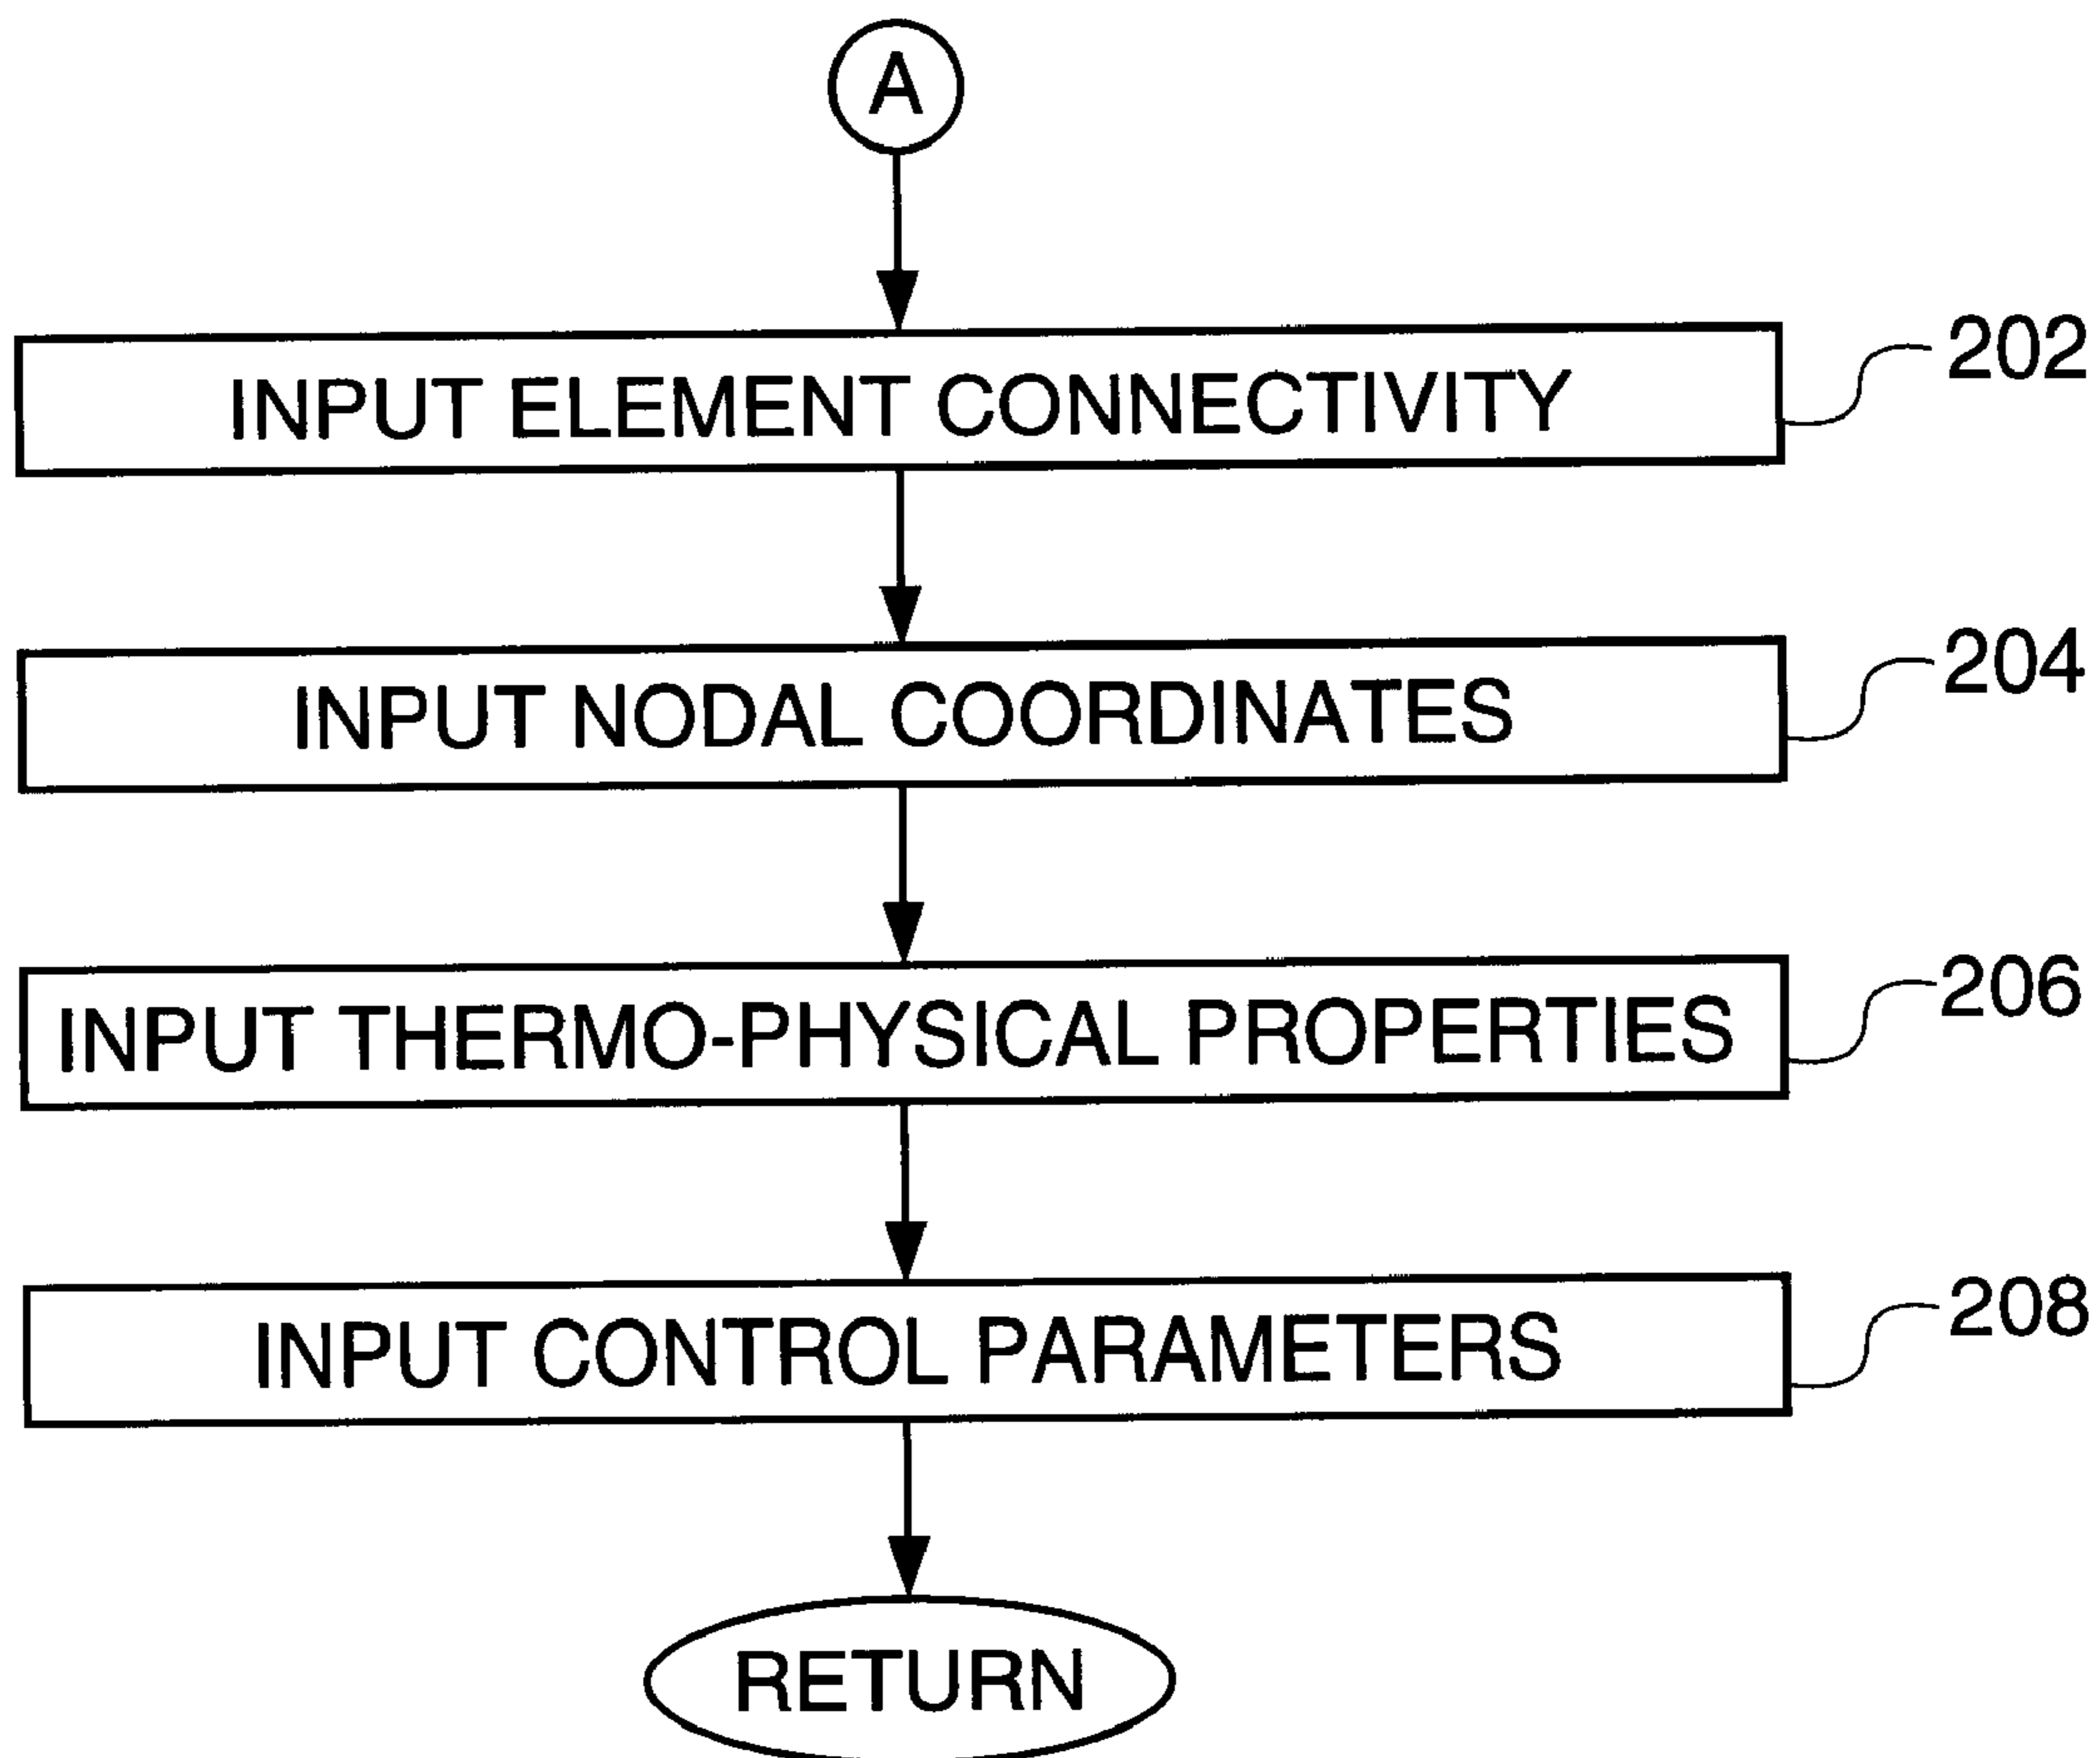 A
INPUT ELEMENT CONNECTIVITY
202
INPUT NODAL COORDINATES
204
INPUT THERMO-PHYSICAL PROPERTIES
206
INPUT CONTROL PARAMETERS
208
RETURN